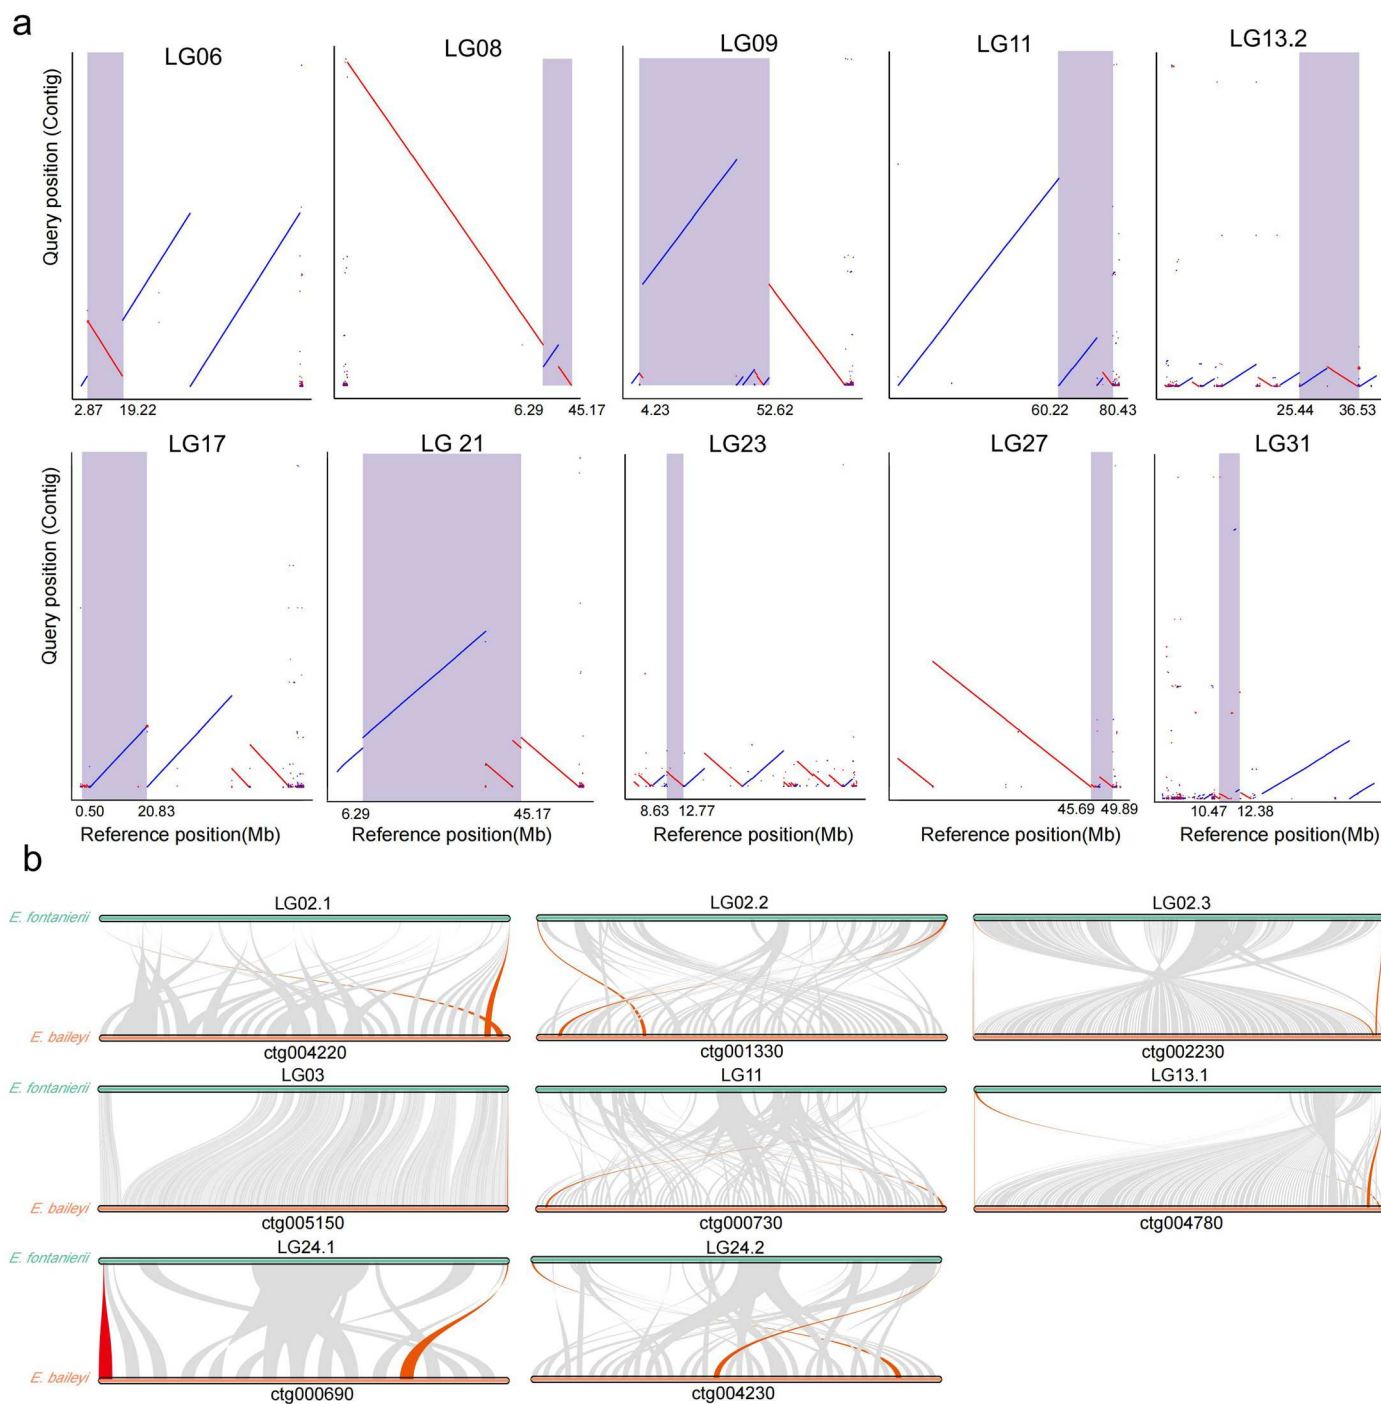 a
LG06
LG08
LG09
LG11
LG13.2
Query position (Contig)
2.87 19.22
6.29 45.17
4.23 52.62
60.22 80.43
25.44 36.53
LG17
LG 21
LG23
LG27
LG31
Query position (Contig)
0.50 20.83
6.29 45.17
8.63 12.77
45.69 49.89
10.47 12.38
Reference position(Mb)
Reference position(Mb)
Reference position(Mb)
Reference position(Mb)
Reference position(Mb)
b
LG02.1
LG02.2
LG02.3
E. fontanierii
E. baileyi
ctg004220
ctg001330
ctg002230
LG03
LG11
LG13.1
E. fontanierii
E. baileyi
ctg005150
ctg000730
ctg004780
LG24.1
LG24.2
E. fontanierii
E. baileyi
ctg000690
ctg004230